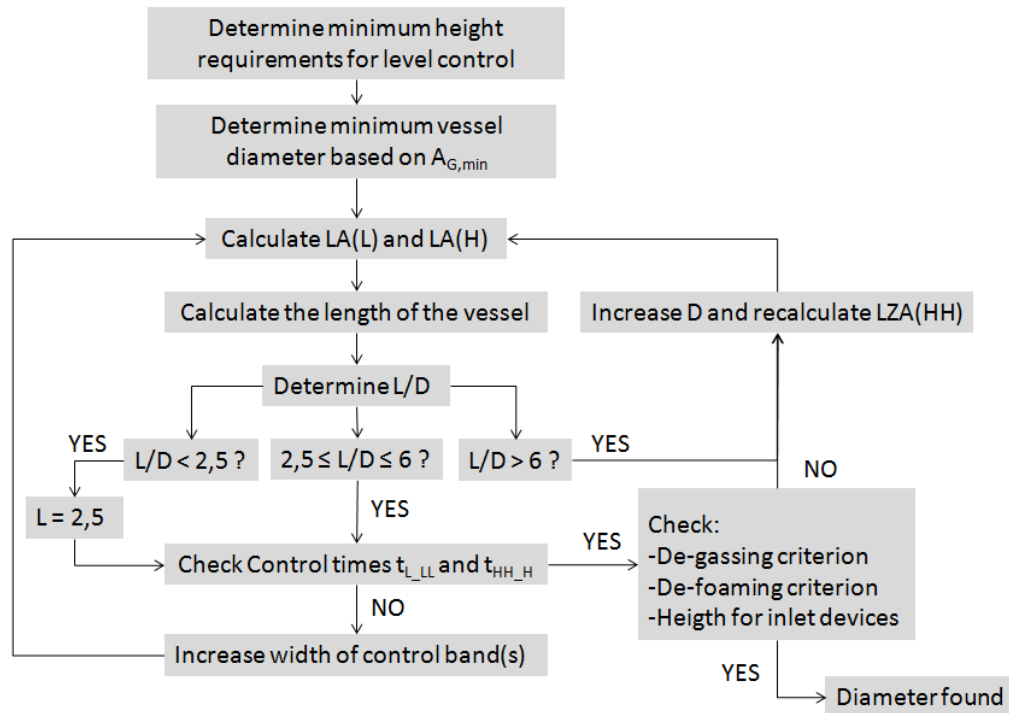 Determine minimum height
requirements for level control
Determine minimum vessel
diameter based on A_G,min
Calculate LA(L) and LA(H)
Calculate the length of the vessel
Increase D and recalculate LZA(HH)
Determine L/D
YES
L/D < 2,5 ?
2,5 ≤ L/D ≤ 6 ?
L/D > 6 ?
YES
NO
L = 2,5
YES
Check Control times t_L_LL and t_HH_H
YES
Check:
-De-gassing criterion
-De-foaming criterion
-Heigth for inlet devices
NO
Increase width of control band(s)
YES
Diameter found